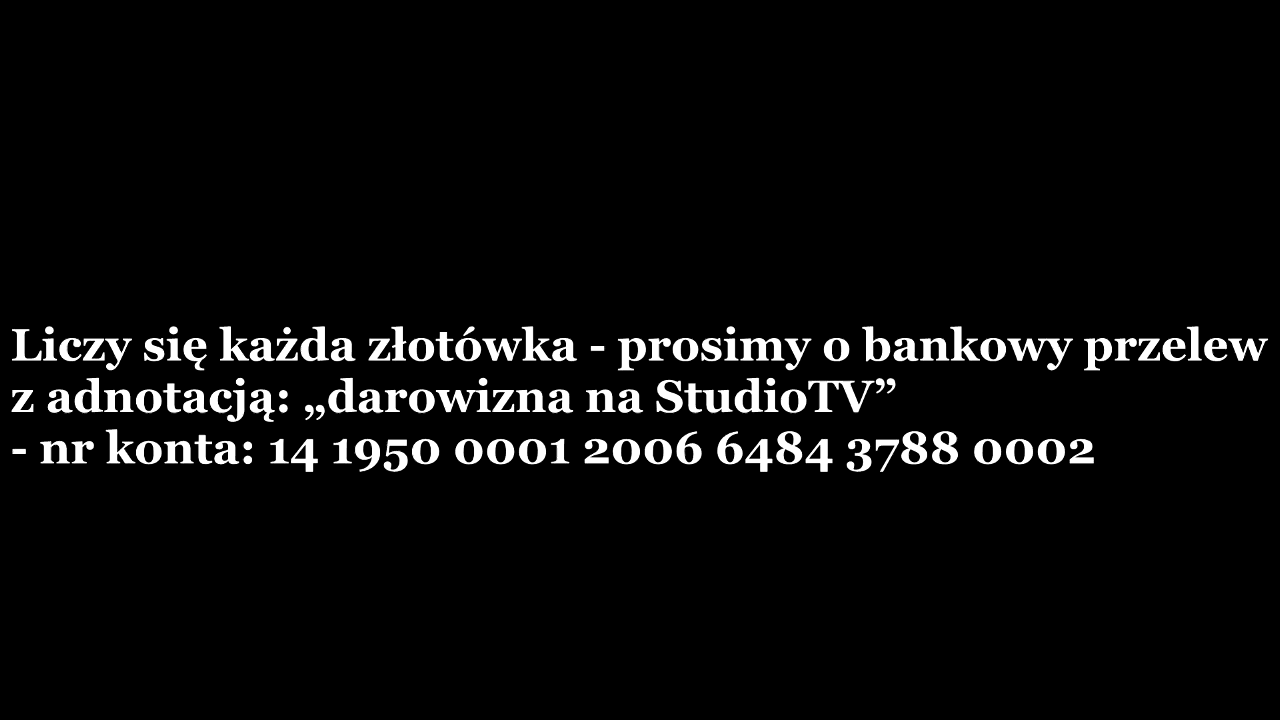 Liczy się każda złotówka - prosimy o bankowy przelew
z adnotacją: „darowizna na StudioTV”
- nr konta: 14 1950 0001 2006 6484 3788 0002